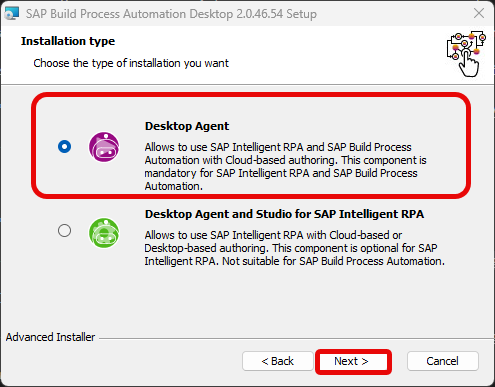 SAP Build Process Automation Desktop 2.0.46.54 Setup
Installation type
Choose the type of installation you want
Desktop Agent
Allows to use SAP Intelligent RPA and SAP Build Process
Automation with Cloud-based authoring. This component is
mandatory for SAP Intelligent RPA and SAP Build Process
Automation.
Desktop Agent and Studio for SAP Intelligent RPA
Allows to use SAP Intelligent RPA with Cloud-based or
Desktop-based authoring. This component is optional for SAP
Intelligent RPA. Not suitable for SAP Build Process Automation.
Advanced Installer
< Back
Next >
Cancel